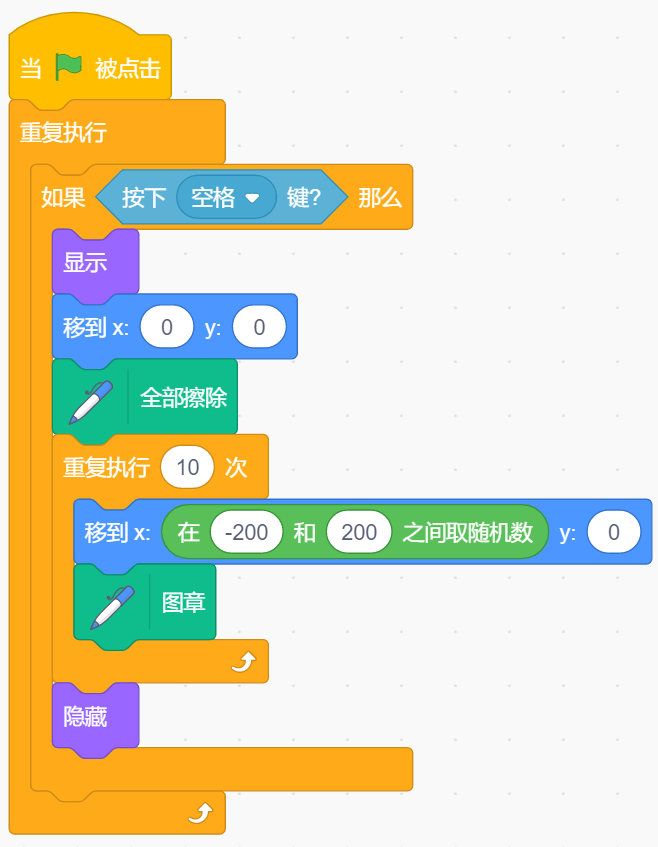 当 被点击
重复执行
如果 按下 空格 键? 那么
显示
移到 x: 0 y: 0
全部擦除
重复执行 10 次
移到 x: 在 -200 和 200 之间取随机数 y: 0
图章
隐藏